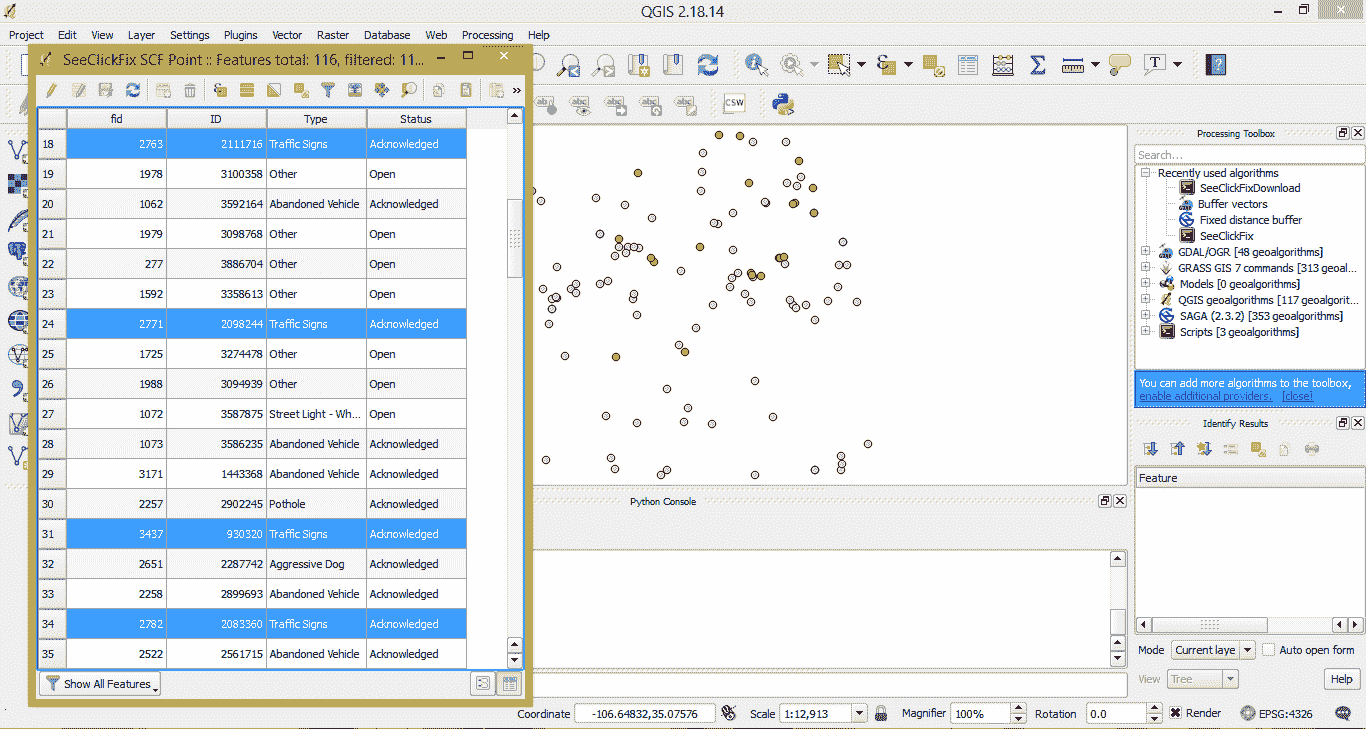 QGIS 2.18.14
Project Edit View Layer Settings Plugins Vector Raster Database Web Processing Help
SeeClickFix SCF Point :: Features total: 116, filtered: 11...
fid ID Type Status
18 2763 2111716 Traffic Signs Acknowledged
19 1978 3100358 Other Open
20 1062 3592164 Abandoned Vehicle Acknowledged
21 1979 3098768 Other Open
22 277 3886704 Other Open
23 1592 3358613 Other Open
24 2771 2098244 Traffic Signs Acknowledged
25 1725 3274478 Other Open
26 1988 3094939 Other Open
27 1072 3587875 Street Light - Wh... Open
28 1073 3586235 Abandoned Vehicle Acknowledged
29 3171 1443368 Abandoned Vehicle Acknowledged
30 2257 2902245 Pothole Acknowledged
31 3437 930320 Traffic Signs Acknowledged
32 2651 2287742 Aggressive Dog Acknowledged
33 2258 2899693 Abandoned Vehicle Acknowledged
34 2782 2083360 Traffic Signs Acknowledged
35 2522 2561715 Abandoned Vehicle Acknowledged
Show All Features
CSW
Python Console
Processing Toolbox
Search...
Recently used algorithms
SeeClickFixDownload
Buffer vectors
Fixed distance buffer
SeeClickFix
GDAL/OGR [48 geoalgorithms]
GRASS GIS 7 commands [313 geoal...
Models [0 geoalgorithms]
QGIS geoalgorithms [117 geoalgorit...
SAGA (2.3.2) [353 geoalgorithms]
Scripts [3 geoalgorithms]
You can add more algorithms to the toolbox,
enable additional providers. [close]
Identify Results
Feature
Mode Current laye Auto open form
View Tree Help
Coordinate -106.64832,35.07576 Scale 1:12,913 Magnifier 100% Rotation 0.0 Render EPSG:4326